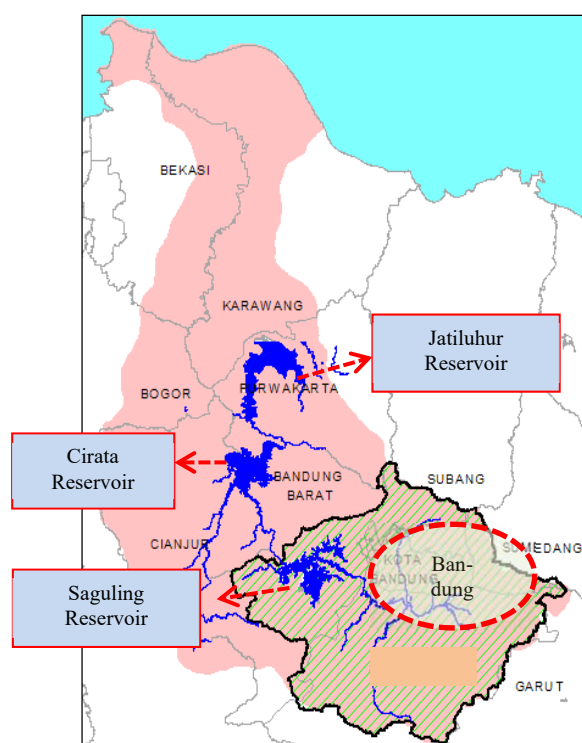 BEKASI
KARAWANG
Jatiluhur
Reservoir
BOGOR
PURWAKARTA
Cirata
Reservoir
BANDUNG
BARAT
SUBANG
CIANJUR
SUMEDANG
KOTA
BANDUNG
Ban-
dung
Saguling
Reservoir
GARUT